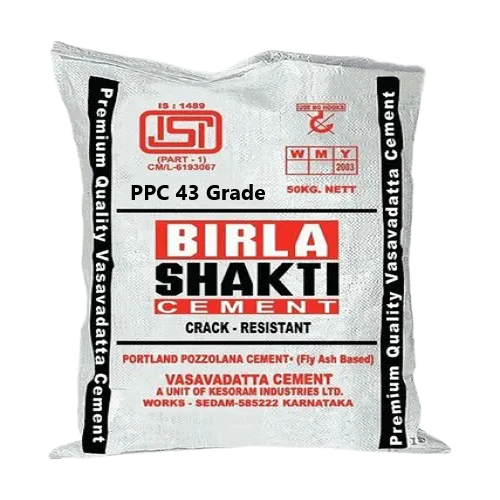 IS : 1489
ISI
(PART - 1)
CM/L-6193067
USE NO HOOKS
W M Y
2003
50KG. NETT
PPC 43 Grade
BIRLA
SHAKTI
CEMENT
CRACK - RESISTANT
PORTLAND POZZOLANA CEMENT• (Fly Ash Based)
VASAVADATTA CEMENT
A UNIT OF KESORAM INDUSTRIES LTD.
WORKS - SEDAM-585222 KARNATAKA
Premium Quality Vasavadatta Cement
Premium Quality Vasavadatta Cement